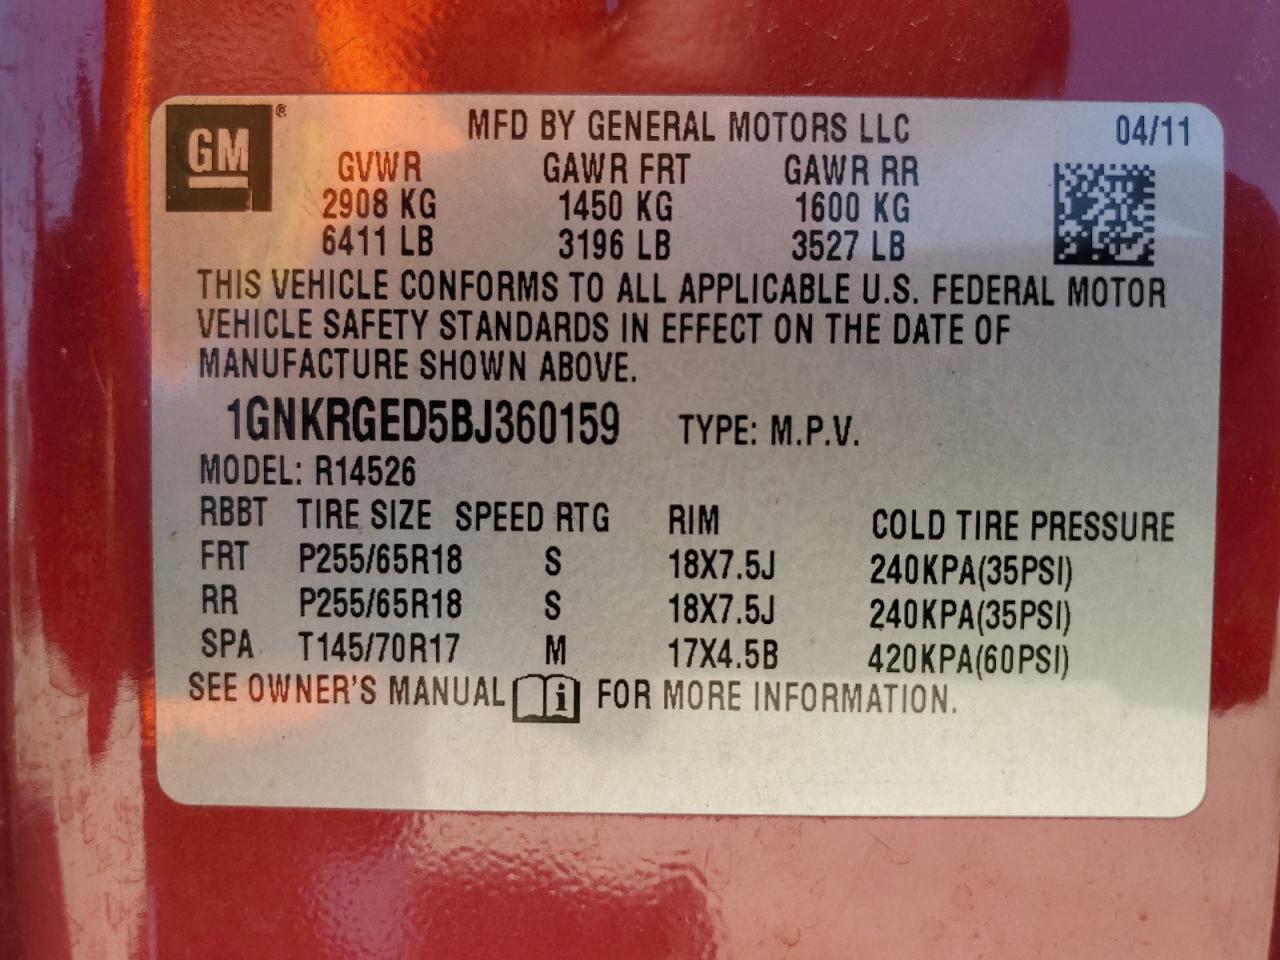 GM ® MFD BY GENERAL MOTORS LLC 04/11
GVWR GAWR FRT GAWR RR
2908 KG 1450 KG 1600 KG
6411 LB 3196 LB 3527 LB
THIS VEHICLE CONFORMS TO ALL APPLICABLE U.S. FEDERAL MOTOR
VEHICLE SAFETY STANDARDS IN EFFECT ON THE DATE OF
MANUFACTURE SHOWN ABOVE.
1GNKRGED5BJ360159 TYPE: M.P.V.
MODEL: R14526
RBBT TIRE SIZE SPEED RTG RIM COLD TIRE PRESSURE
FRT P255/65R18 S 18X7.5J 240KPA(35PSI)
RR P255/65R18 S 18X7.5J 240KPA(35PSI)
SPA T145/70R17 M 17X4.5B 420KPA(60PSI)
SEE OWNER'S MANUAL i FOR MORE INFORMATION.